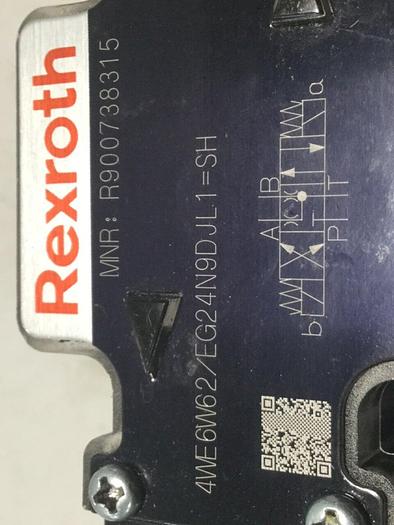 Rexroth
MNR: R900738315
4WE6W62/EG24N9DJL1=SH
A B
a
b
P T